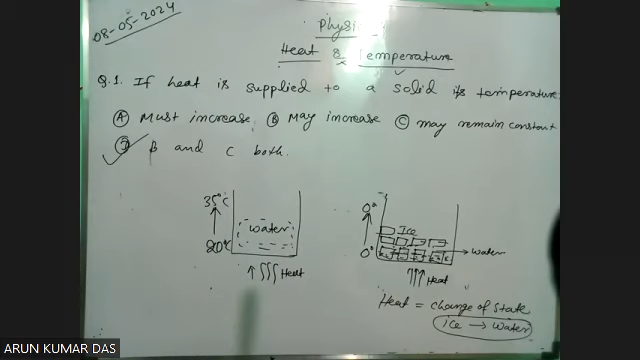 08-05-2024
Physi
Heat & Temperature
Q.1. If heat is supplied to a solid its temperature
(A) Must increase (B) May increase (C) may remain constant
(D) B and C both.
35°C
20°C
water
Heat
0°
0°
Ice
water
Heat
Heat = change of state
ice → water
ARUN KUMAR DAS